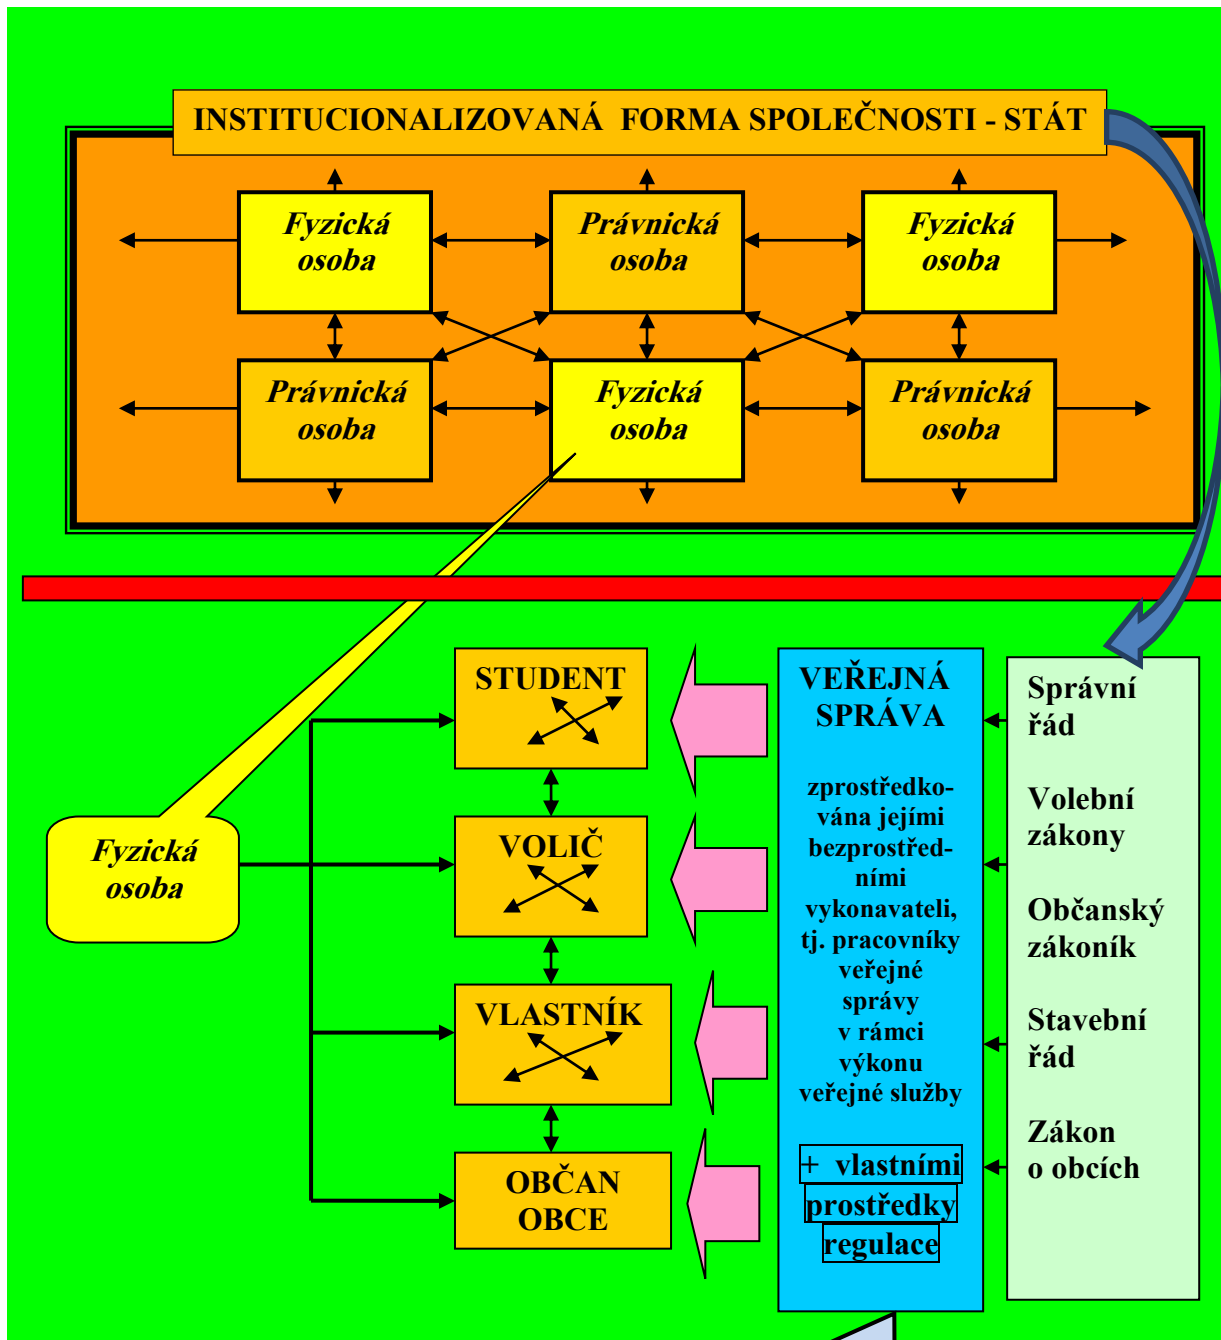 INSTITUCIONALIZOVANÁ FORMA SPOLEČNOSTI - STÁT
Fyzická
osoba
Právnická
osoba
Fyzická
osoba
Právnická
osoba
Fyzická
osoba
Právnická
osoba
Fyzická
osoba
STUDENT
VOLIČ
VLASTNÍK
OBČAN
OBCE
VEŘEJNÁ
SPRÁVA
zprostředko-
vána jejími
bezprostřed-
ními
vykonavateli,
tj. pracovníky
veřejné
správy
v rámci
výkonu
veřejné služby
+ vlastními
prostředky
regulace
Správní
řád
Volební
zákony
Občanský
zákoník
Stavební
řád
Zákon
o obcích